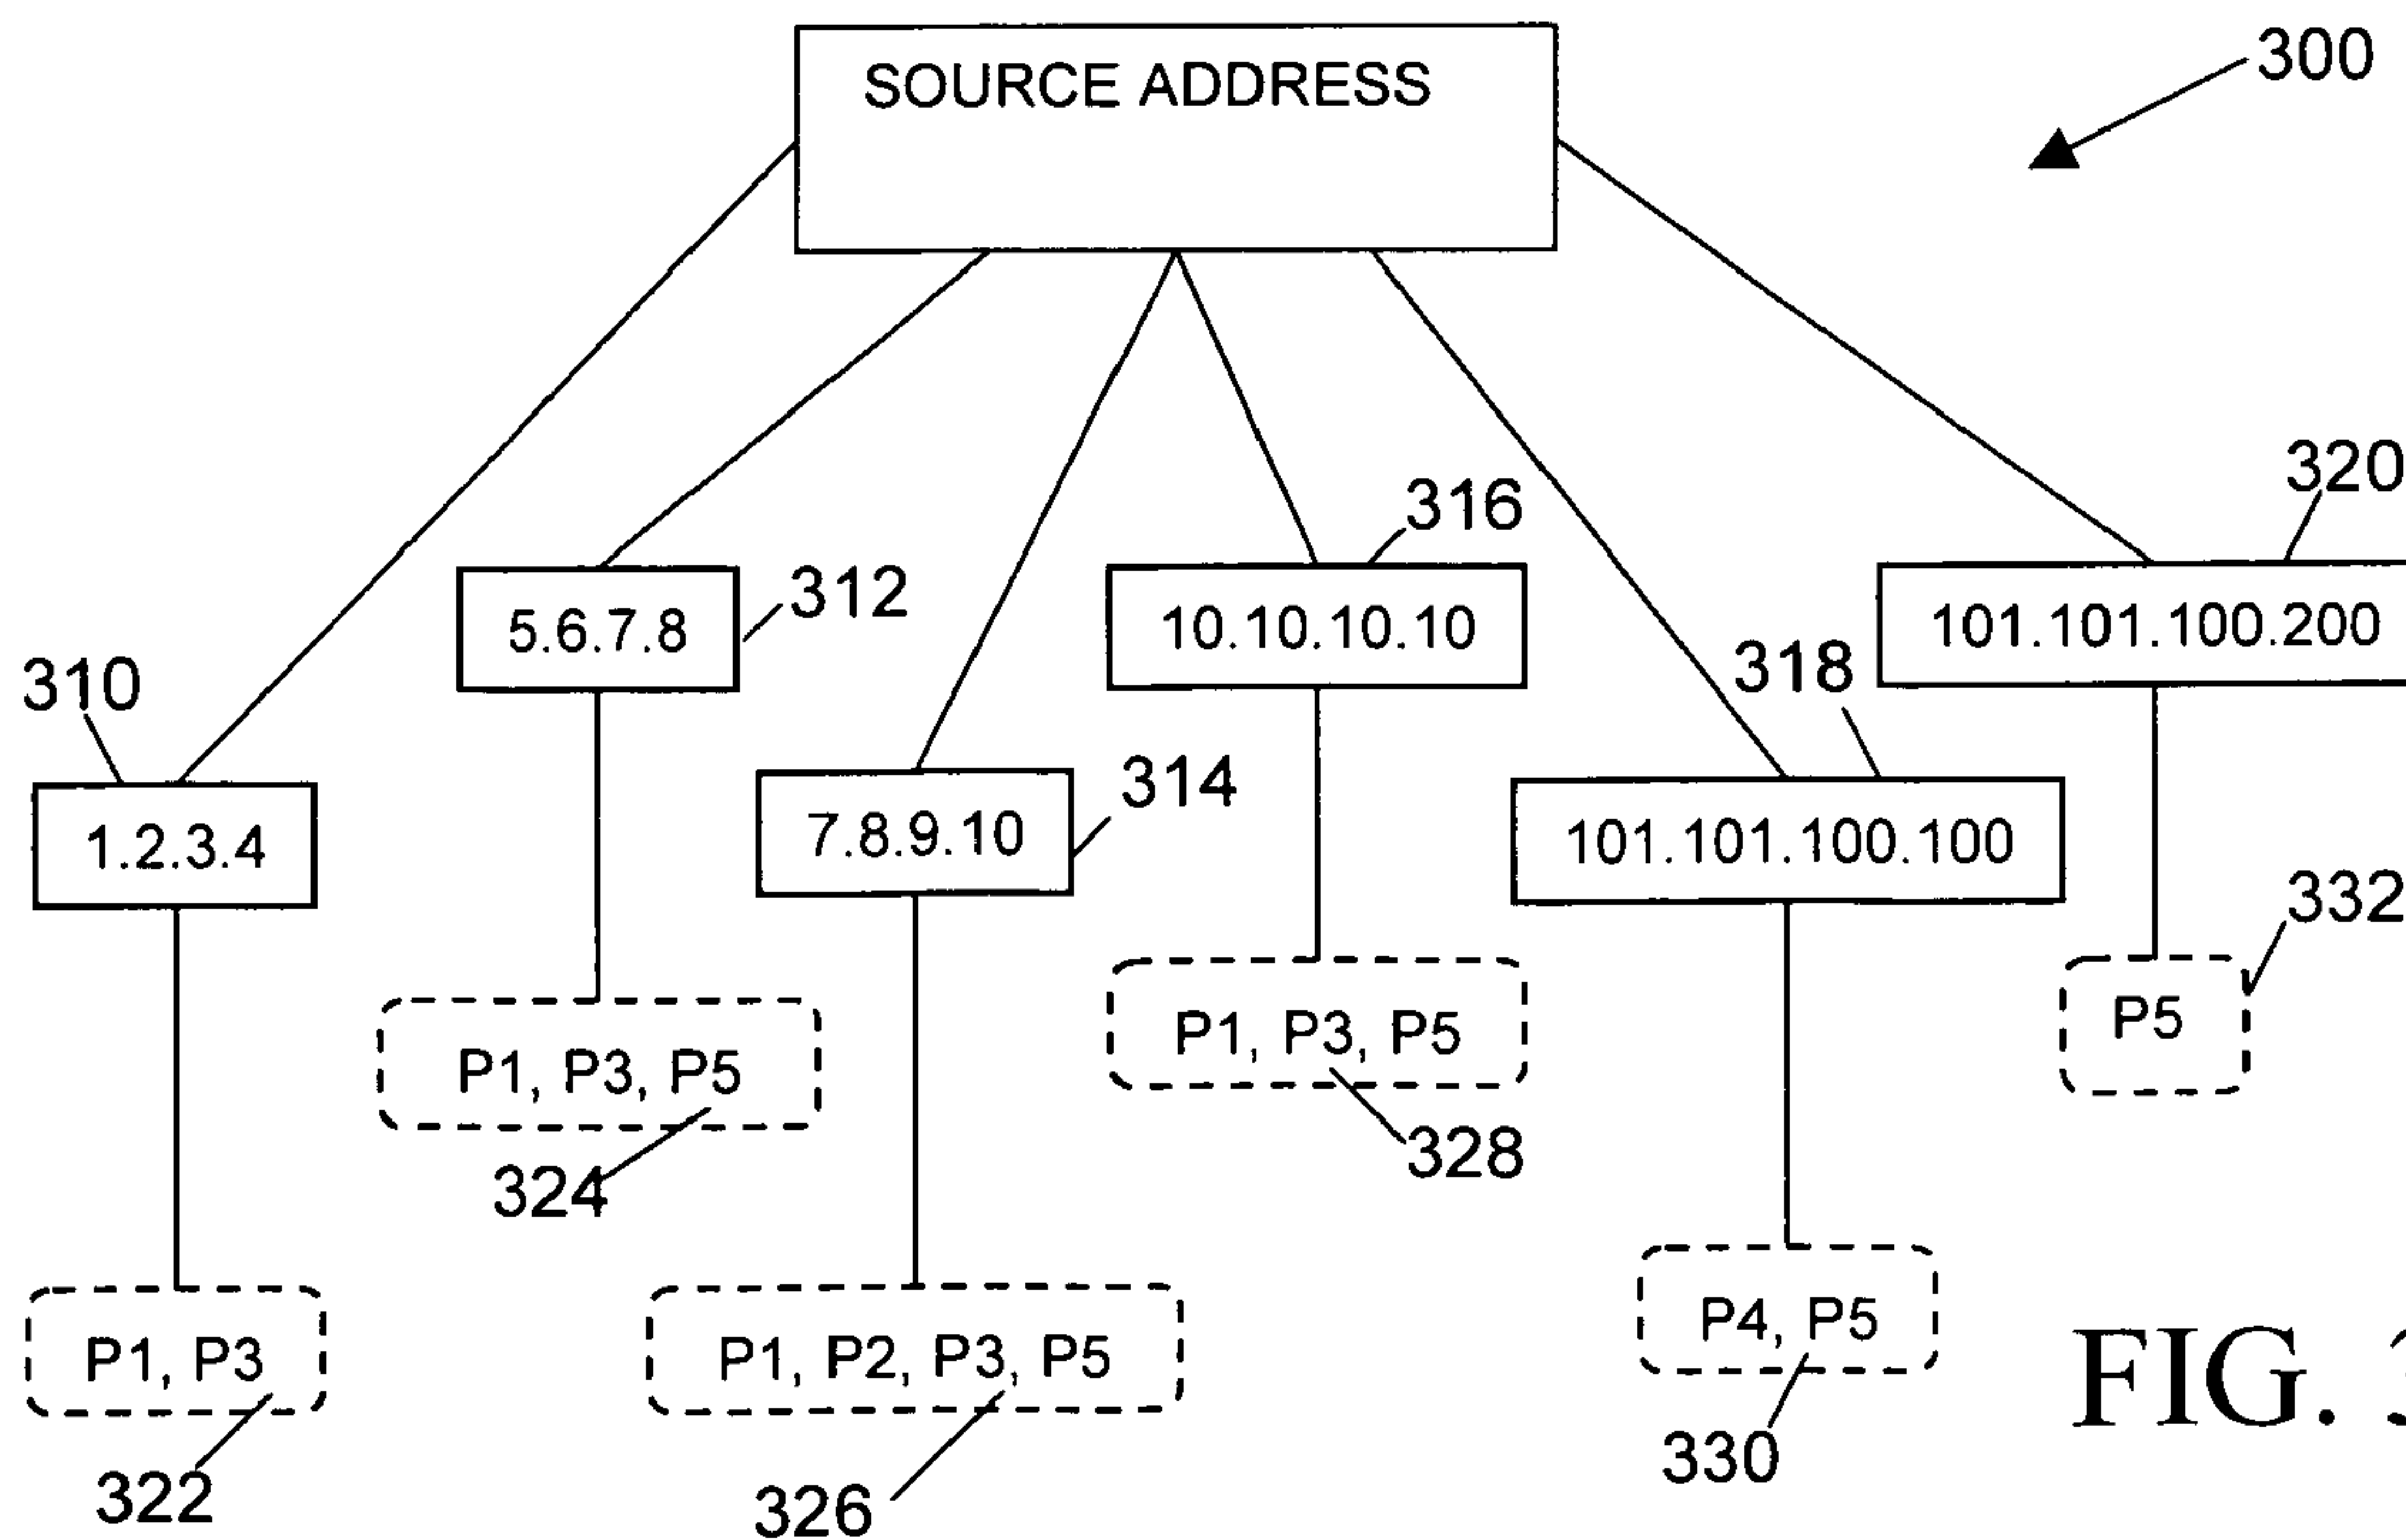 SOURCE ADDRESS
300
320
316
312
5.6.7.8
10.10.10.10
101.101.100.200
318
310
314
1.2.3.4
7.8.9.10
101.101.100.100
332
P1, P3, P5
P1, P3, P5
P5
324
328
P1, P3
P1, P2, P3, P5
P4, P5
FIG.
330
322
326